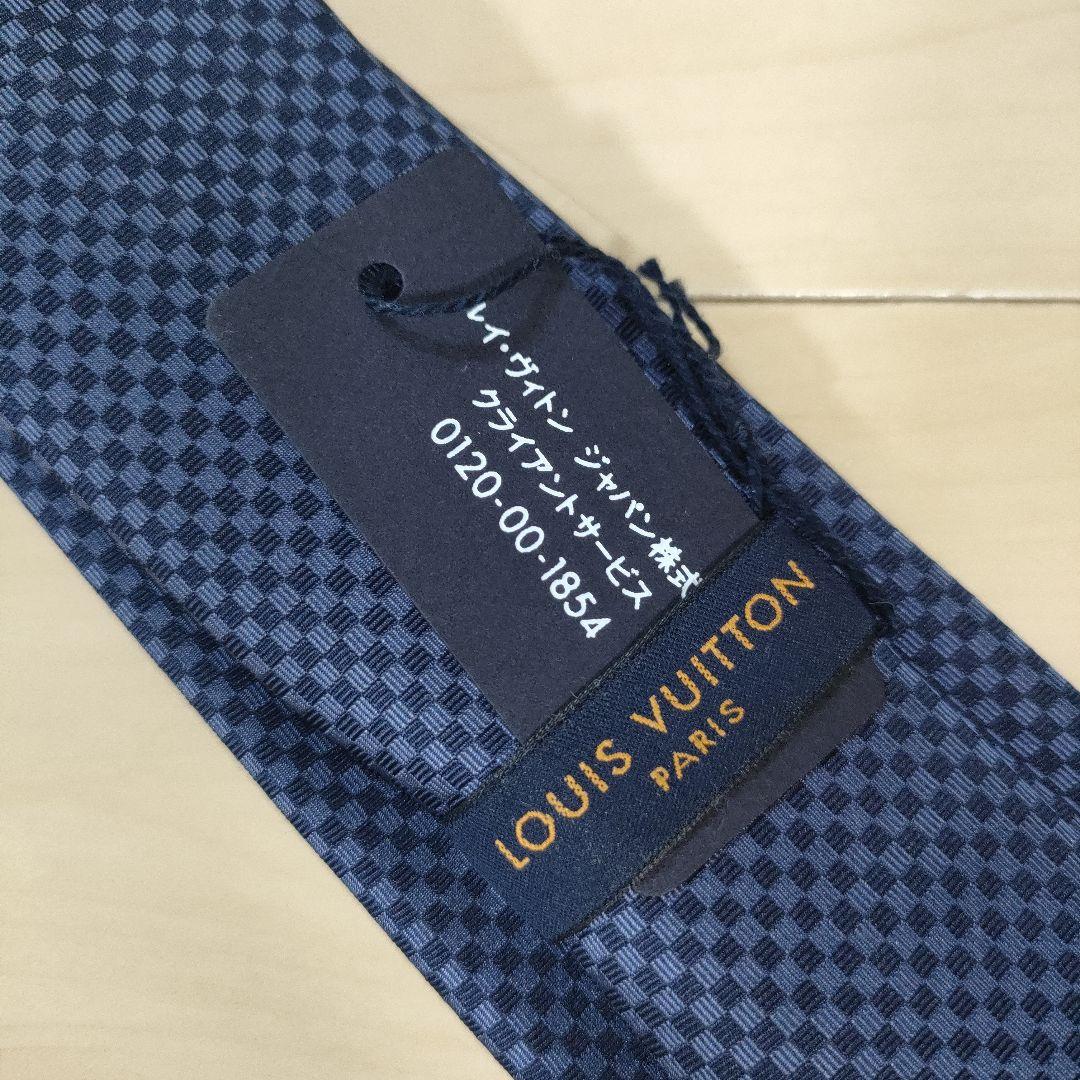 レイ・ヴィトン ジャパン株式
クライアントサービス
0120-00-1854
LOUIS VUITTON
PARIS